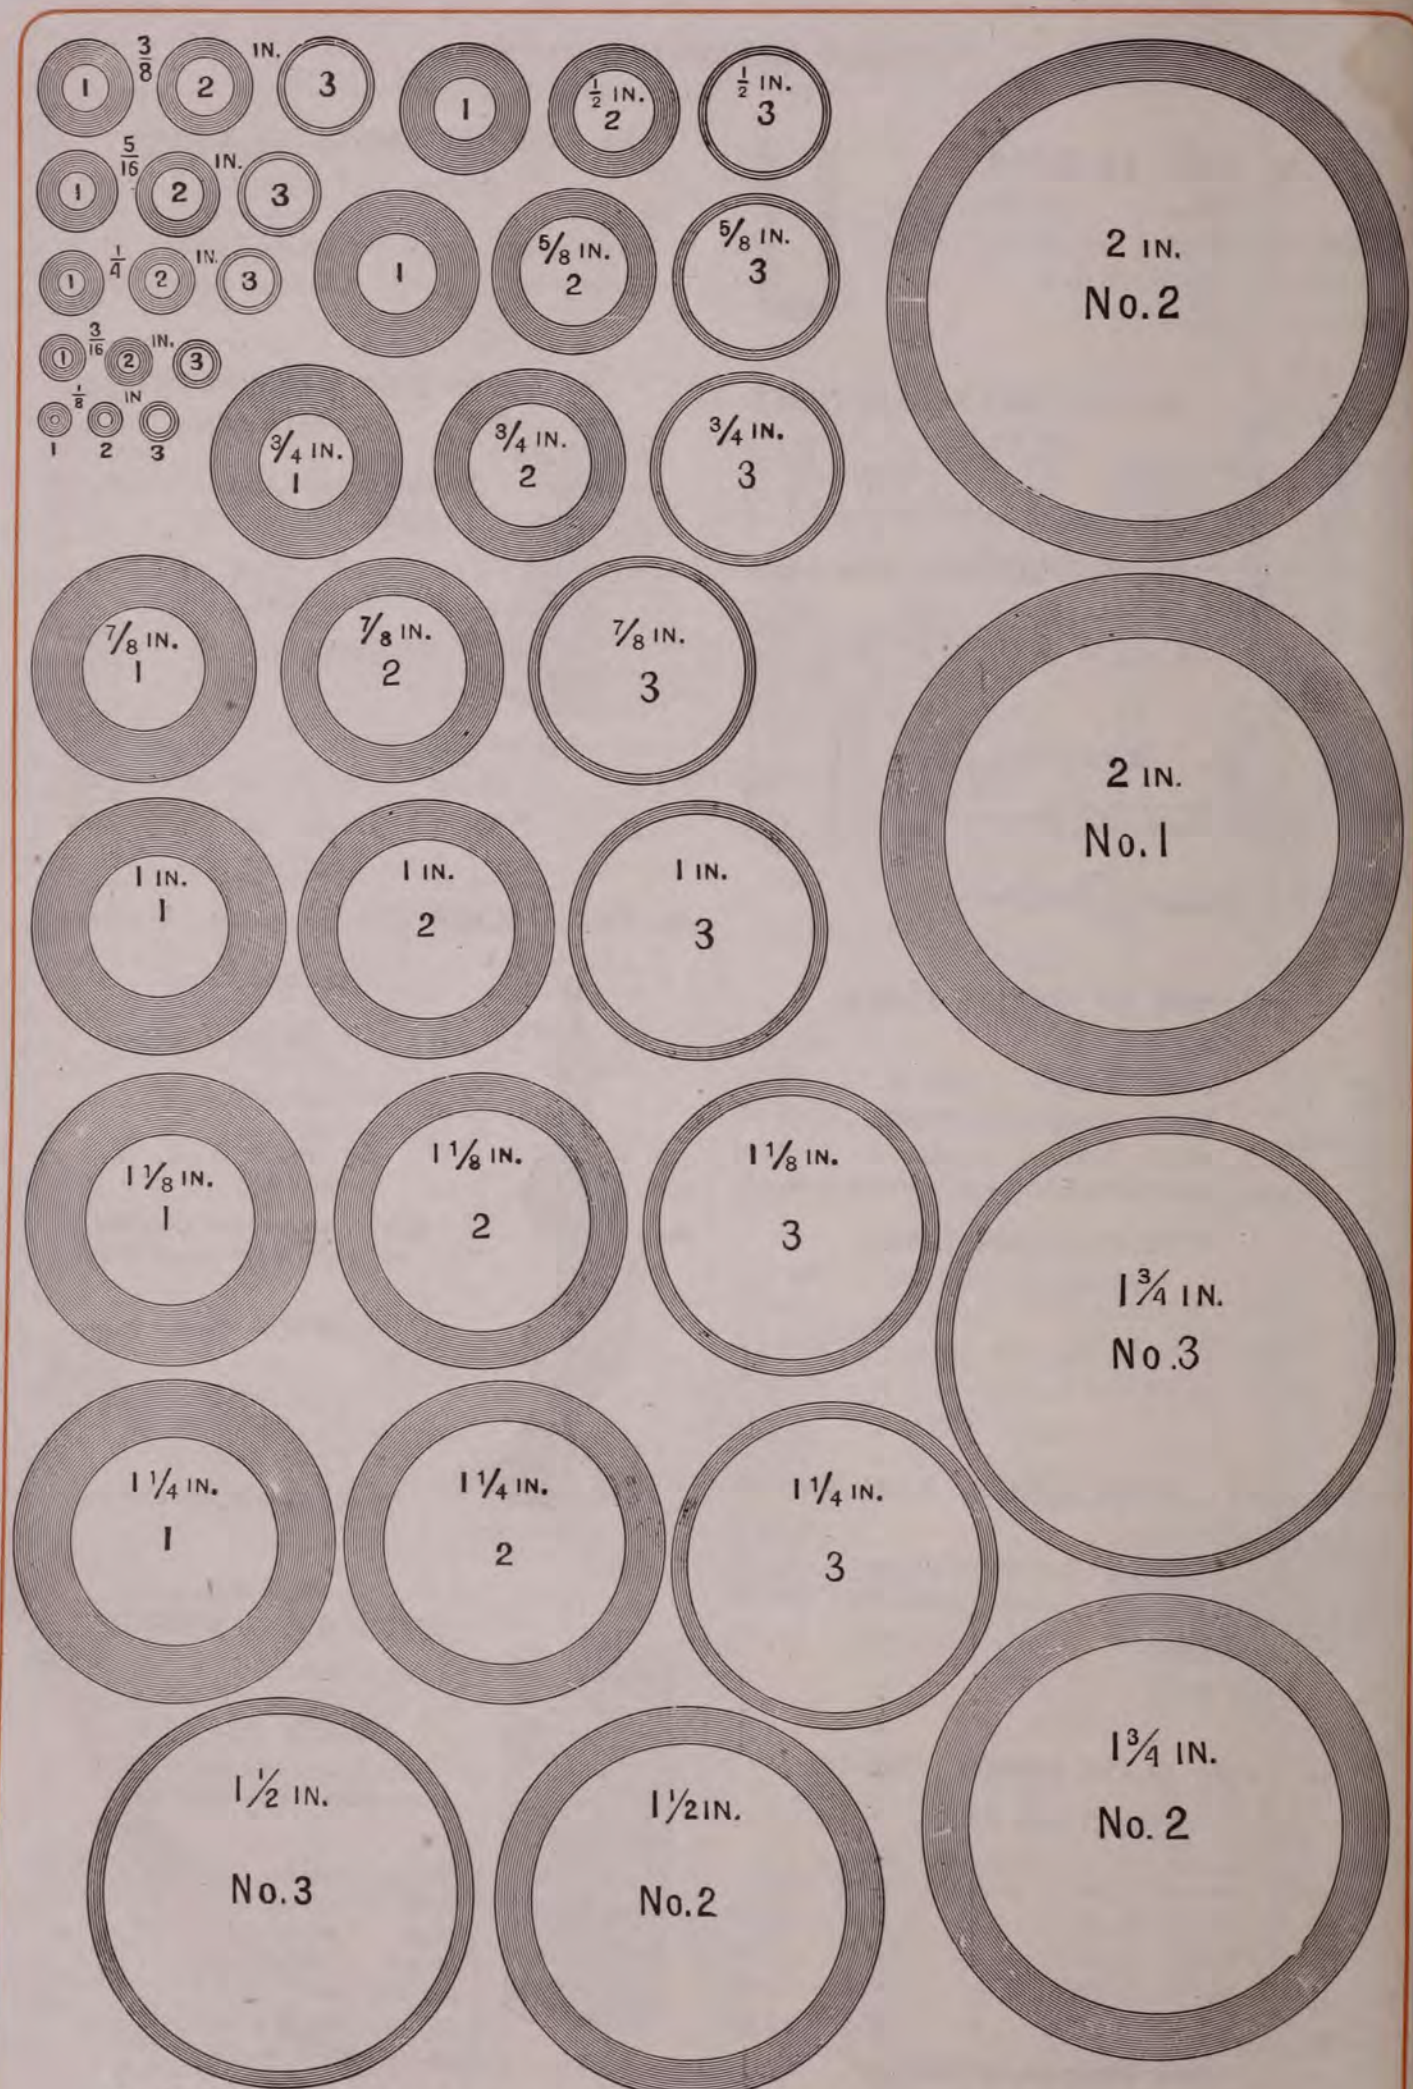 3/8 IN.
1 2 3
1
1/2 IN.
2
1/2 IN.
3
5/16 IN.
1 2 3
1
5/8 IN.
2
5/8 IN.
3
1/4 IN.
1 2 3
3/16 IN.
1 2 3
1/8 IN
1 2 3
3/4 IN.
1
3/4 IN.
2
3/4 IN.
3
2 IN.
No.2
7/8 IN.
1
7/8 IN.
2
7/8 IN.
3
2 IN.
No.1
1 IN.
1
1 IN.
2
1 IN.
3
1 1/8 IN.
1
1 1/8 IN.
2
1 1/8 IN.
3
1 3/4 IN.
No.3
1 1/4 IN.
1
1 1/4 IN.
2
1 1/4 IN.
3
1 1/2 IN.
No.3
1 1/2 IN.
No.2
1 3/4 IN.
No. 2